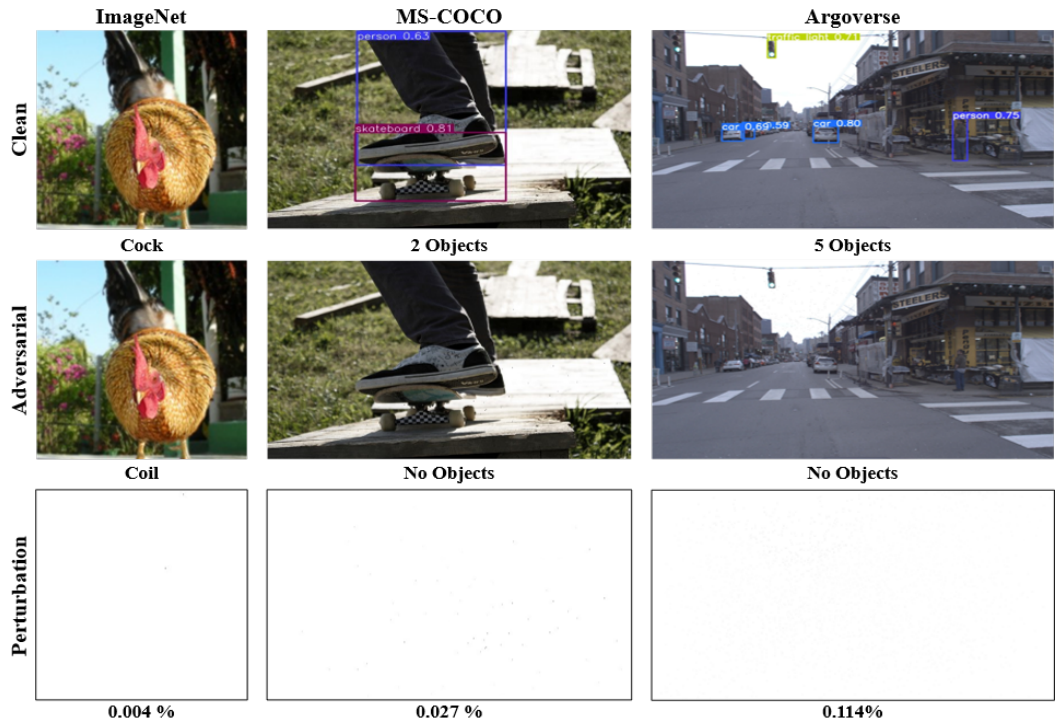 ImageNet MS-COCO Argoverse
Clean
person 0.63
skateboard 0.81
traffic light 0.71
STEELERS
car 0.69 0.59 car 0.80
person 0.75
Cock 2 Objects 5 Objects
Adversarial
STEELERS
Coil No Objects No Objects
Perturbation
0.004 % 0.027 % 0.114%